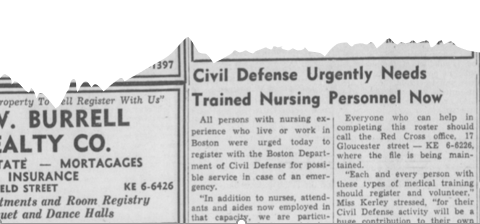 1397
roperty To Sell Register With Us"
W. BURRELL
EALTY CO.
TATE — MORTAGAGES
INSURANCE
ELD STREET KE 6-6426
tments and Room Registry
uet and Dance Halls
Civil Defense Urgently Needs
Trained Nursing Personnel Now
All persons with nursing ex-
perience who live or work in
Boston were urged today to
register with the Boston Depart-
ment of Civil Defense for possi-
ble service in case of an emer-
gency.
"In addition to nurses, attend-
ants and aides now employed in
that capacity, we are particu-
Everyone who can help in
completing this roster should
call the Red Cross office, 17
Gloucester street — KE 6-6226,
where the file is being main-
tained.
"Each and every person with
these types of medical training
should register and volunteer,"
Miss Kerley stressed, "for their
Civil Defense activity will be a
huge contribution to their own